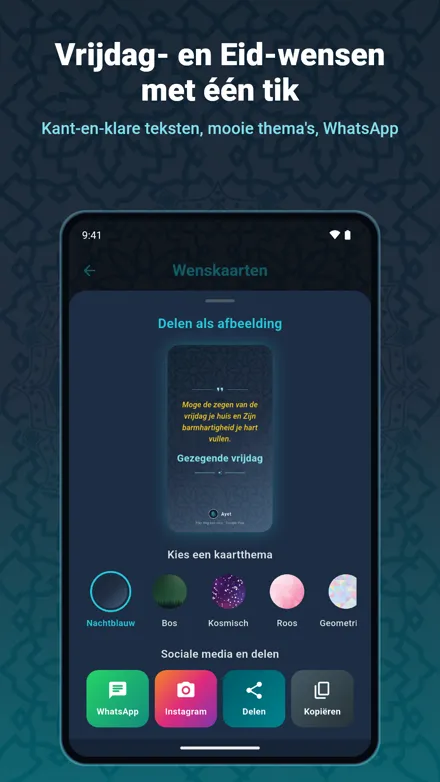 Vrijdag- en Eid-wensen
met één tik
Kant-en-klare teksten, mooie thema's, WhatsApp
9:41
Wenskaarten
Delen als afbeelding
Moge de zegen van de
vrijdag je huis en Zijn
barmhartigheid je hart
vullen.
Gezegende vrijdag
Ayet
Kies een kaartthema
Nachtblauw
Bos
Kosmisch
Roos
Geometri
Sociale media en delen
WhatsApp
Instagram
Delen
Kopiëren